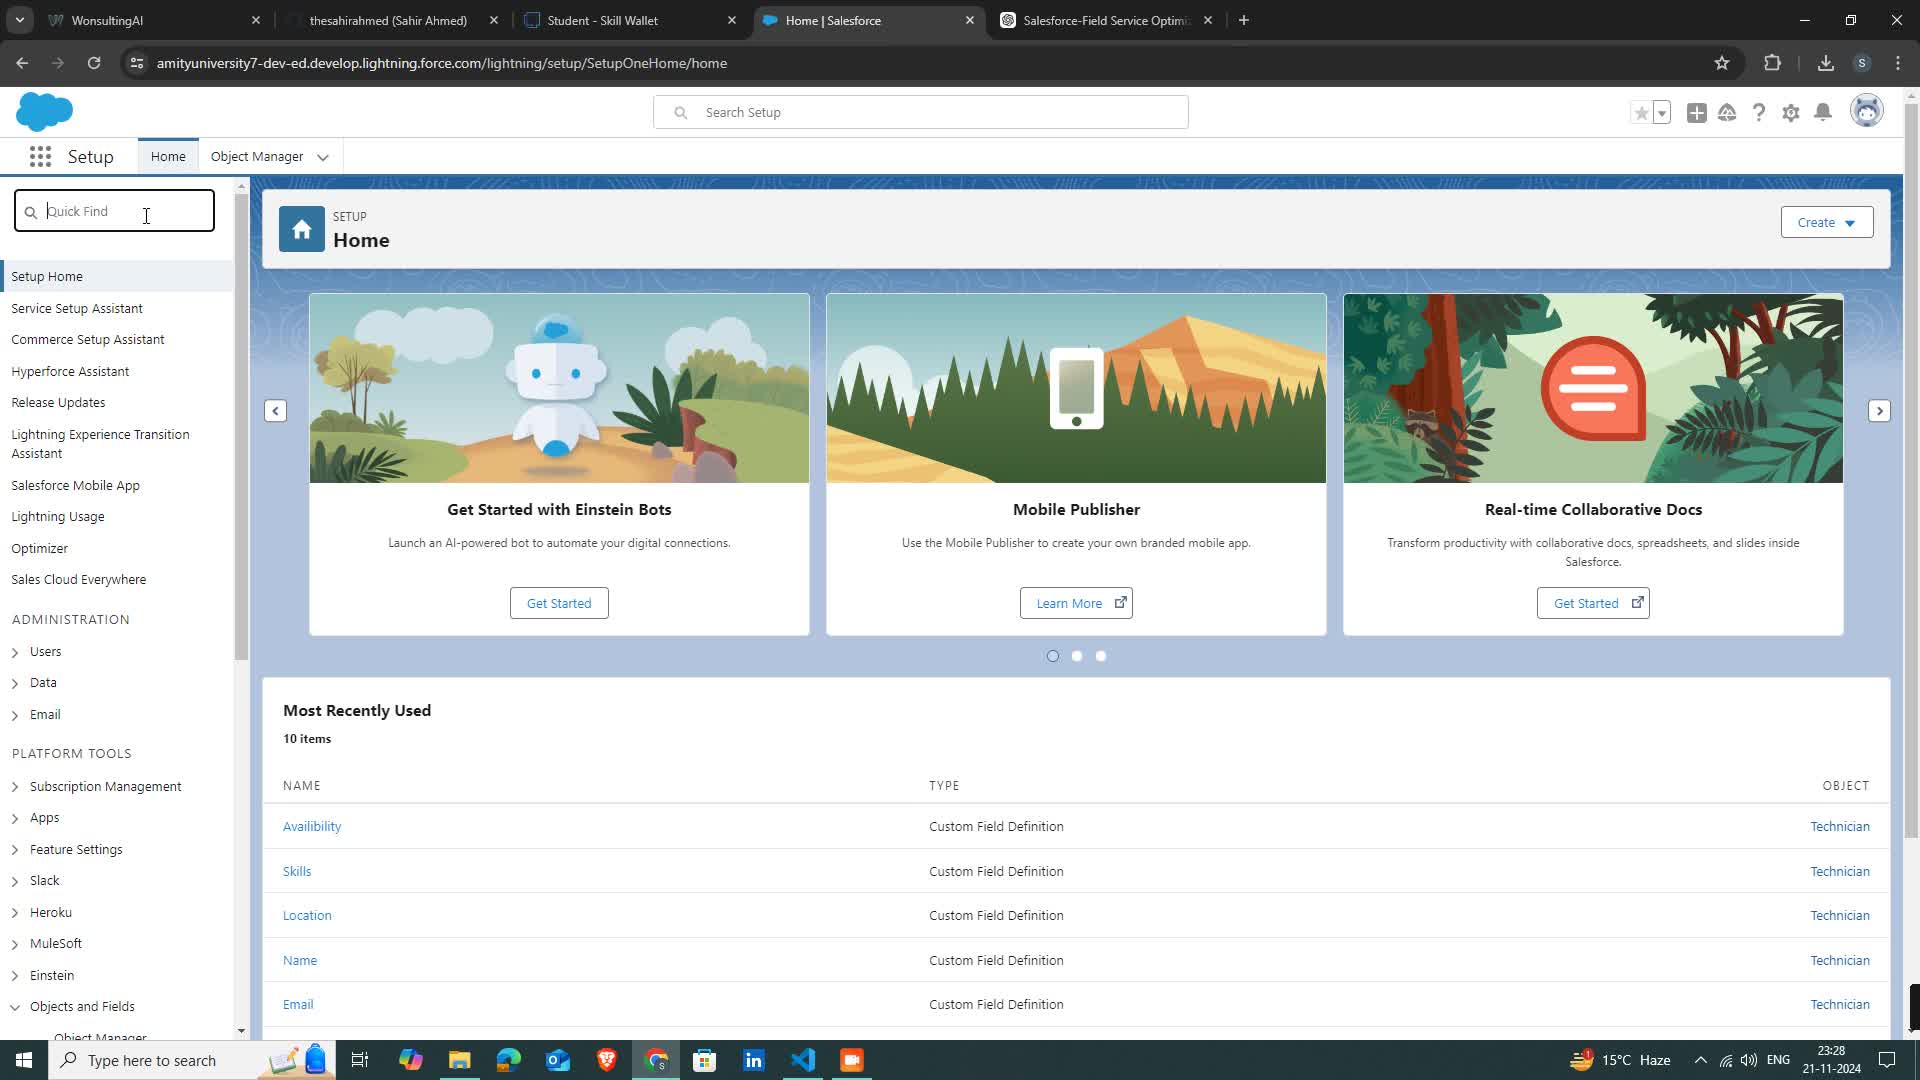 WonsultingAI
thesahirahmed (Sahir Ahmed)
Student - Skill Wallet
Home | Salesforce
Salesforce-Field Service Optimi
amityuniversity7-dev-ed.develop.lightning.force.com/lightning/setup/SetupOneHome/home
S
Search Setup
Setup
Home
Object Manager
Quick Find
Setup Home
Service Setup Assistant
Commerce Setup Assistant
Hyperforce Assistant
Release Updates
Lightning Experience Transition
Assistant
Salesforce Mobile App
Lightning Usage
Optimizer
Sales Cloud Everywhere
ADMINISTRATION
Users
Data
Email
PLATFORM TOOLS
Subscription Management
Apps
Feature Settings
Slack
Heroku
MuleSoft
Einstein
Objects and Fields
Object Manager
SETUP
Home
Create
Get Started with Einstein Bots
Launch an AI-powered bot to automate your digital connections.
Get Started
Mobile Publisher
Use the Mobile Publisher to create your own branded mobile app.
Learn More
Real-time Collaborative Docs
Transform productivity with collaborative docs, spreadsheets, and slides inside
Salesforce.
Get Started
Most Recently Used
10 items
NAME TYPE OBJECT
Availibility Custom Field Definition Technician
Skills Custom Field Definition Technician
Location Custom Field Definition Technician
Name Custom Field Definition Technician
Email Custom Field Definition Technician
Type here to search
1
15°C Haze
ENG
23:28
21-11-2024